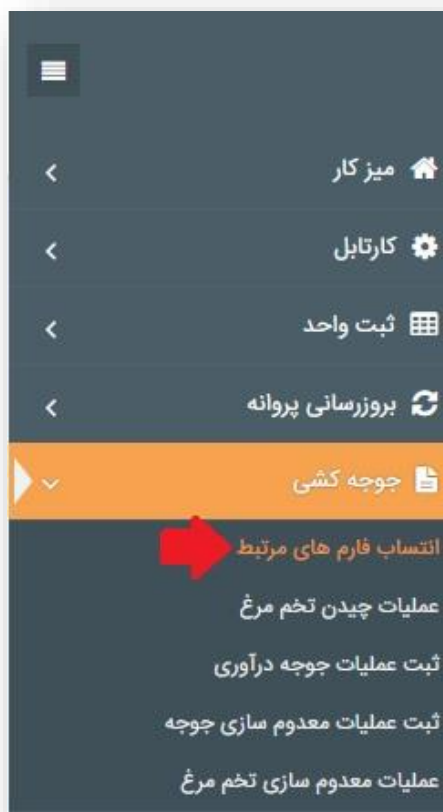 میز کار
کارتابل
ثبت واحد
بروزرسانی پروانه
جوجه کشی
انتساب فارم های مرتبط
عملیات چیدن تخم مرغ
ثبت عملیات جوجه درآوری
ثبت عملیات معدوم سازی جوجه
عملیات معدوم سازی تخم مرغ